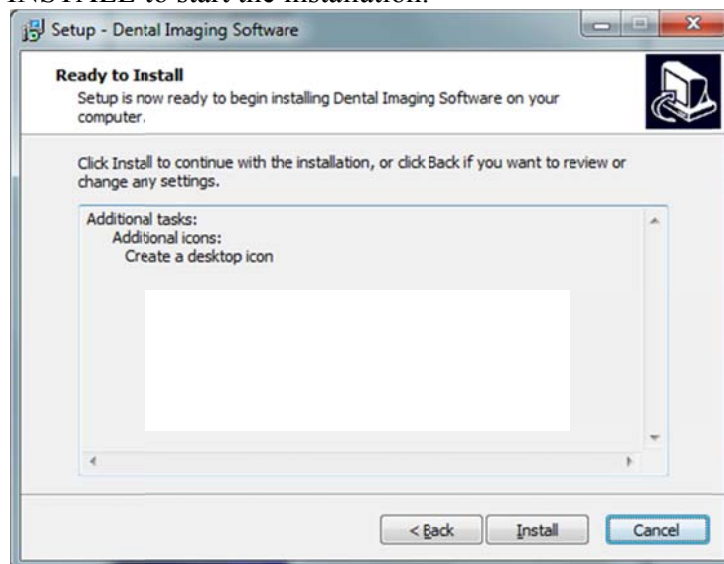 INSTALL to start the installation.
Setup - Dental Imaging Software
Ready to Install
Setup is now ready to begin installing Dental Imaging Software on your
computer.
Click Install to continue with the installation, or click Back if you want to review or
change any settings.
Additional tasks:
Additional icons:
Create a desktop icon
< Back
Install
Cancel